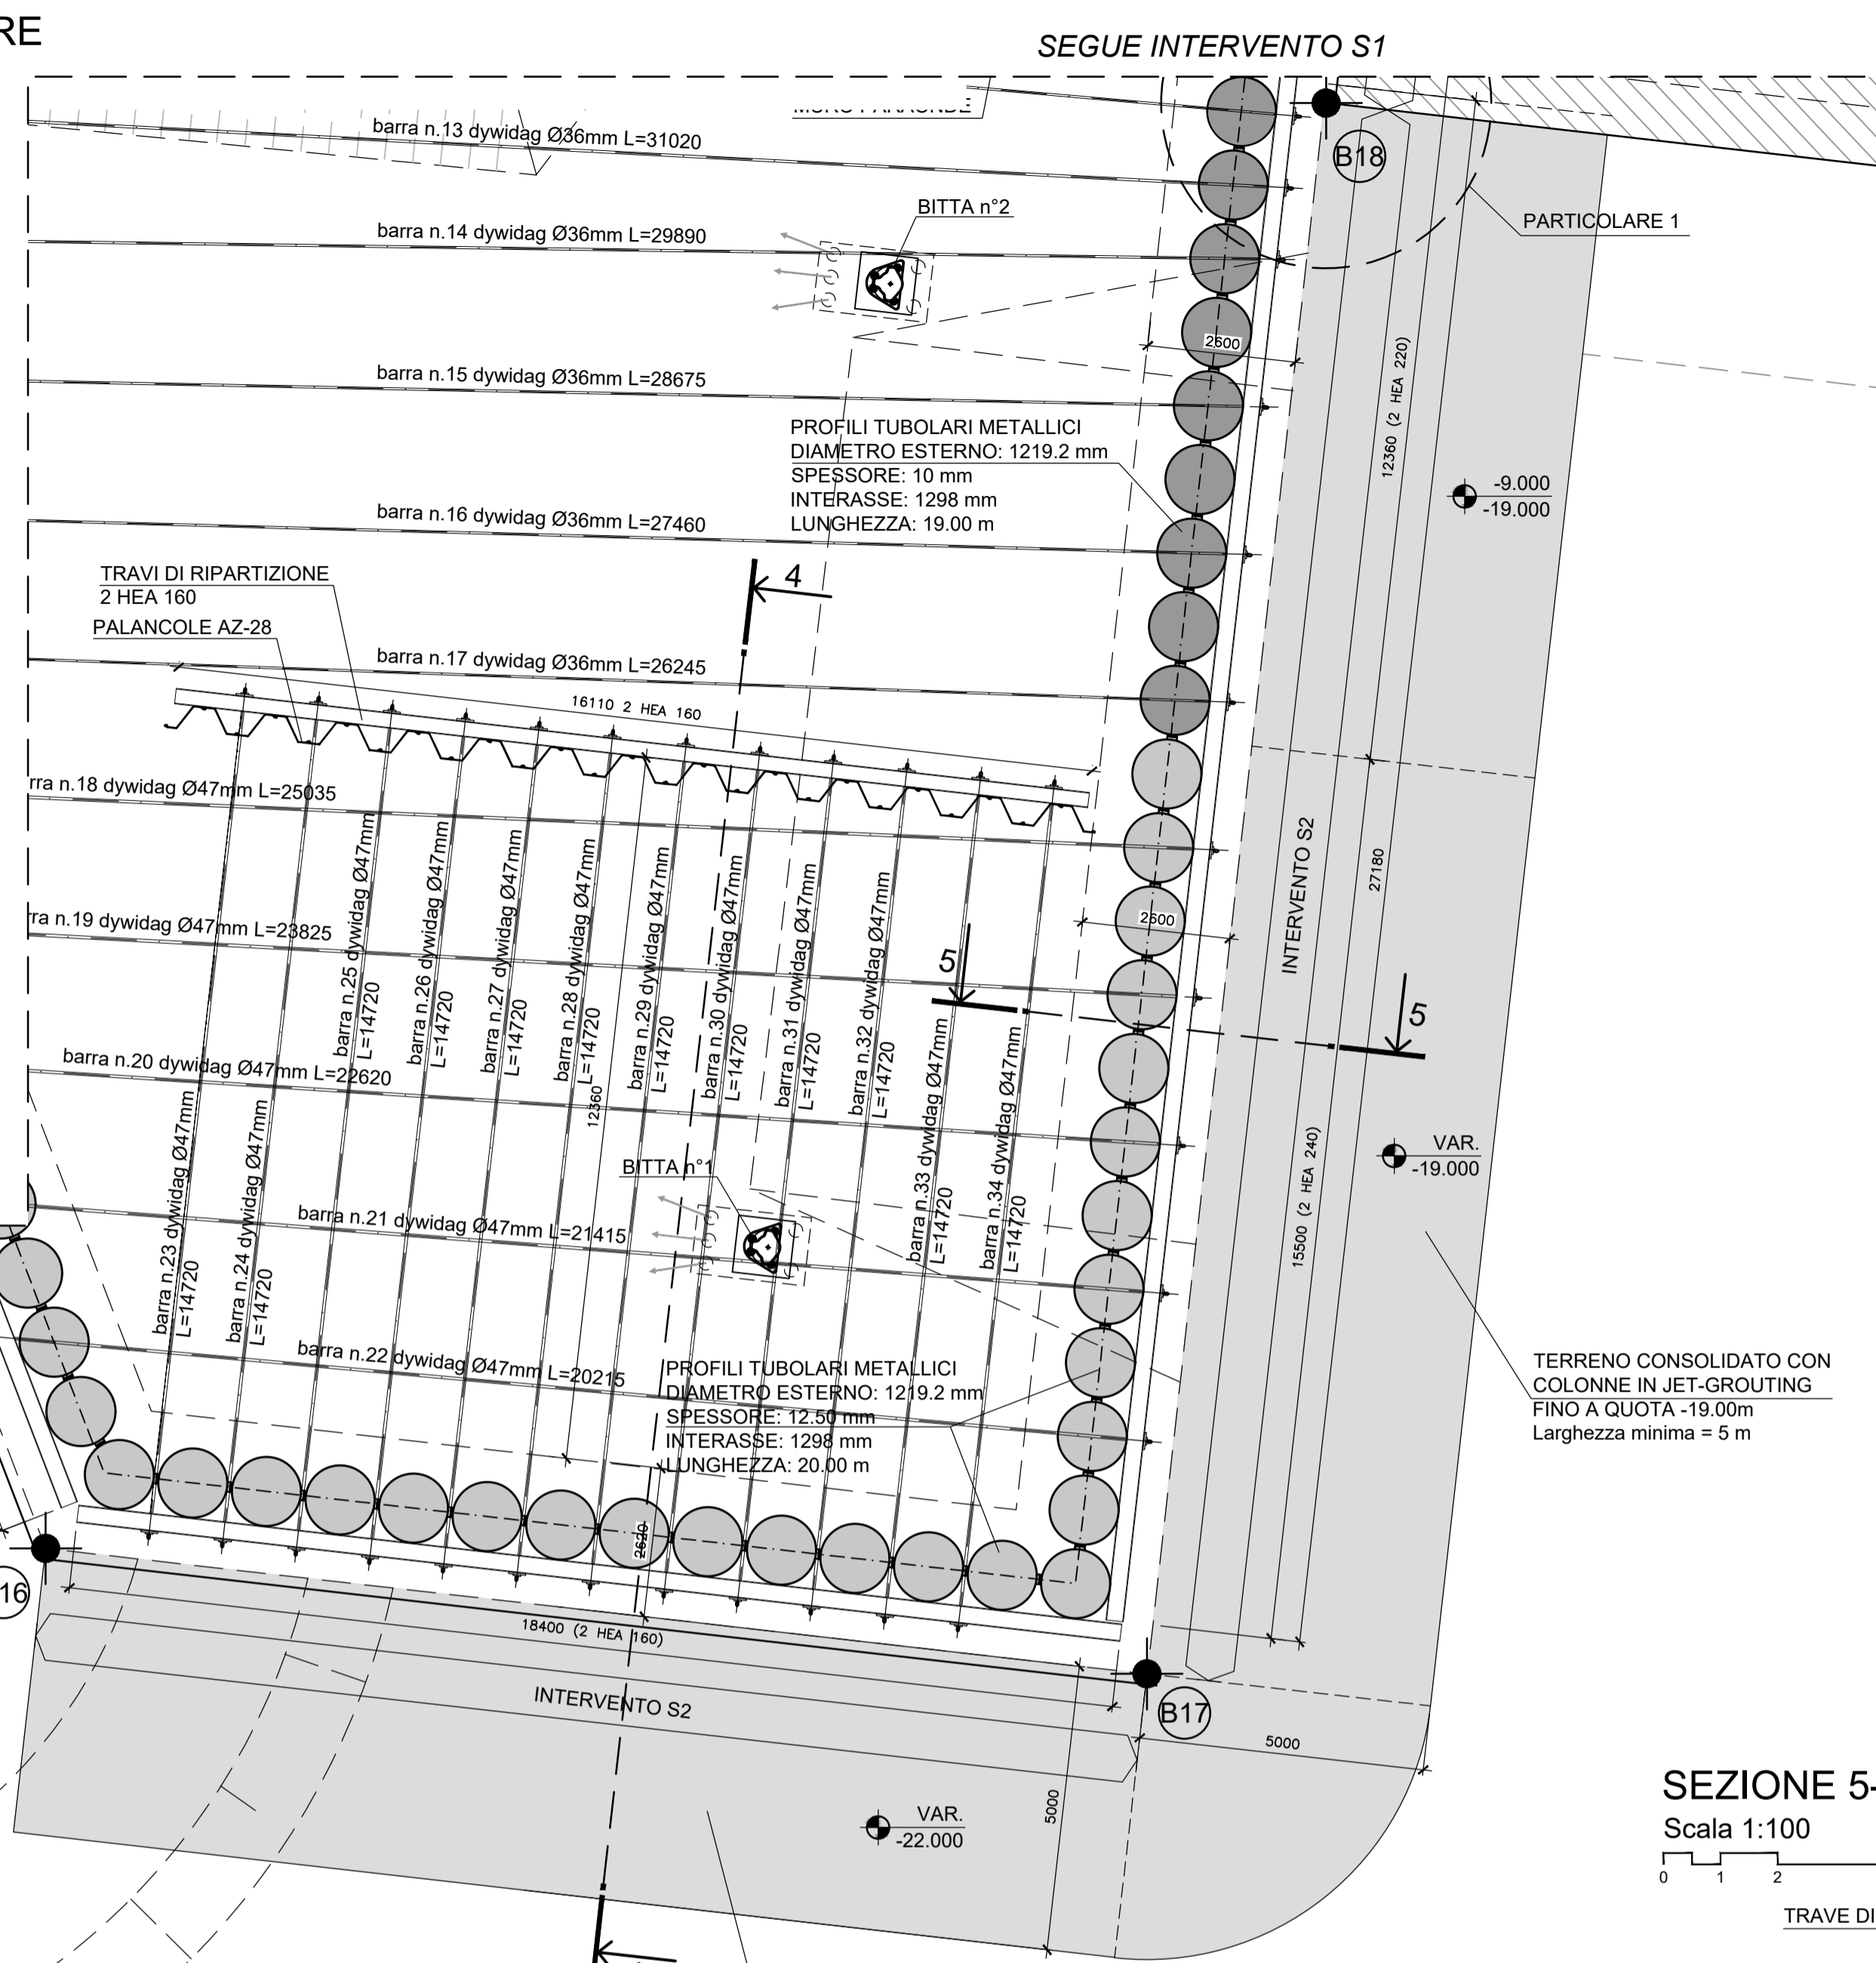 RE
SEGUE INTERVENTO S1
barra n.13 dywidag Ø36mm L=31020
B18
BITTA n°2
PARTICOLARE 1
barra n.14 dywidag Ø36mm L=29890
2600
12360 (2 HEA 220)
barra n.15 dywidag Ø36mm L=28675
PROFILI TUBOLARI METALLICI
DIAMETRO ESTERNO: 1219.2 mm
SPESSORE: 10 mm
INTERASSE: 1298 mm
LUNGHEZZA: 19.00 m
-9.000
-19.000
barra n.16 dywidag Ø36mm L=27460
TRAVI DI RIPARTIZIONE
2 HEA 160
PALANCOLE AZ-28
4
barra n.17 dywidag Ø36mm L=26245
16110 2 HEA 160
rra n.18 dywidag Ø47mm L=25035
rra n.19 dywidag Ø47mm L=23825
barra n.20 dywidag Ø47mm L=22620
barra n.21 dywidag Ø47mm L=21415
barra n.22 dywidag Ø47mm L=20215
barra n.23 dywidag Ø47mm
L=14720
barra n.24 dywidag Ø47mm
L=14720
barra n.25 dywidag Ø47mm
L=14720
barra n.26 dywidag Ø47mm
L=14720
barra n.27 dywidag Ø47mm
L=14720
barra n.28 dywidag Ø47mm
L=14720
12360
barra n.29 dywidag Ø47mm
L=14720
barra n.30 dywidag Ø47mm
L=14720
barra n.31 dywidag Ø47mm
L=14720
barra n.32 dywidag Ø47mm
L=14720
barra n.33 dywidag Ø47mm
L=14720
barra n.34 dywidag Ø47mm
L=14720
2600
5
5
INTERVENTO S2
27180
15500 (2 HEA 240)
VAR.
-19.000
BITTA n°1
PROFILI TUBOLARI METALLICI
DIAMETRO ESTERNO: 1219.2 mm
SPESSORE: 12.50 mm
INTERASSE: 1298 mm
LUNGHEZZA: 20.00 m
TERRENO CONSOLIDATO CON
COLONNE IN JET-GROUTING
FINO A QUOTA -19.00m
Larghezza minima = 5 m
2620
16
18400 (2 HEA 160)
INTERVENTO S2
B17
5000
5000
VAR.
-22.000
SEZIONE 5-
Scala 1:100
0 1 2
TRAVE DI